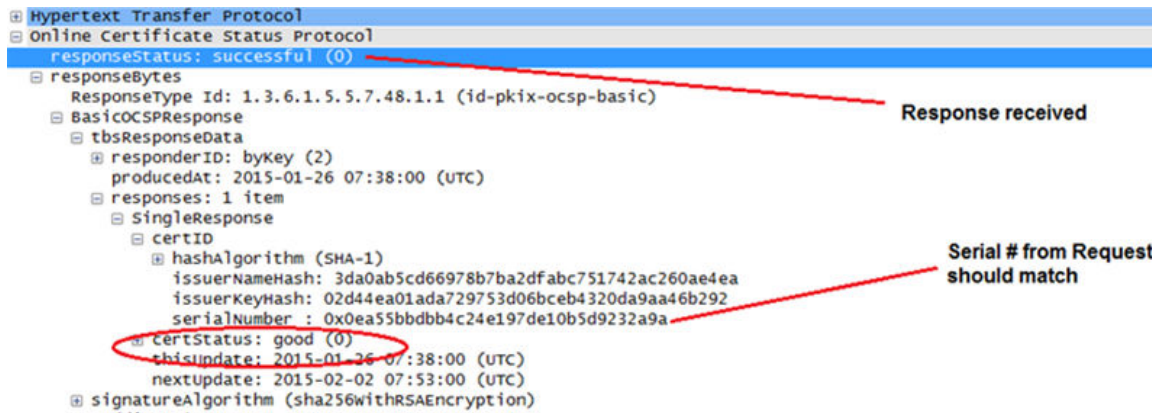 Hypertext Transfer Protocol
Online Certificate Status Protocol
responseStatus: successful (0)
responseBytes
ResponseType Id: 1.3.6.1.5.5.7.48.1.1 (id-pkix-ocsp-basic)
Response received
BasicOCSPResponse
tbsResponseData
responderID: byKey (2)
producedAt: 2015-01-26 07:38:00 (UTC)
responses: 1 item
SingleResponse
certID
hashAlgorithm (SHA-1)
Serial # from Request
should match
issuerNameHash: 3da0ab5cd66978b7ba2dfabc751742ac260ae4ea
issuerKeyHash: 02d44ea01ada729753d06bceb4320da9aa46b292
serialNumber : 0x0ea55bbdbb4c24e197de10b5d9232a9a
certStatus: good (0)
thisUpdate: 2015-01-26 07:38:00 (UTC)
nextUpdate: 2015-02-02 07:53:00 (UTC)
signatureAlgorithm (sha256WithRSAEncryption)